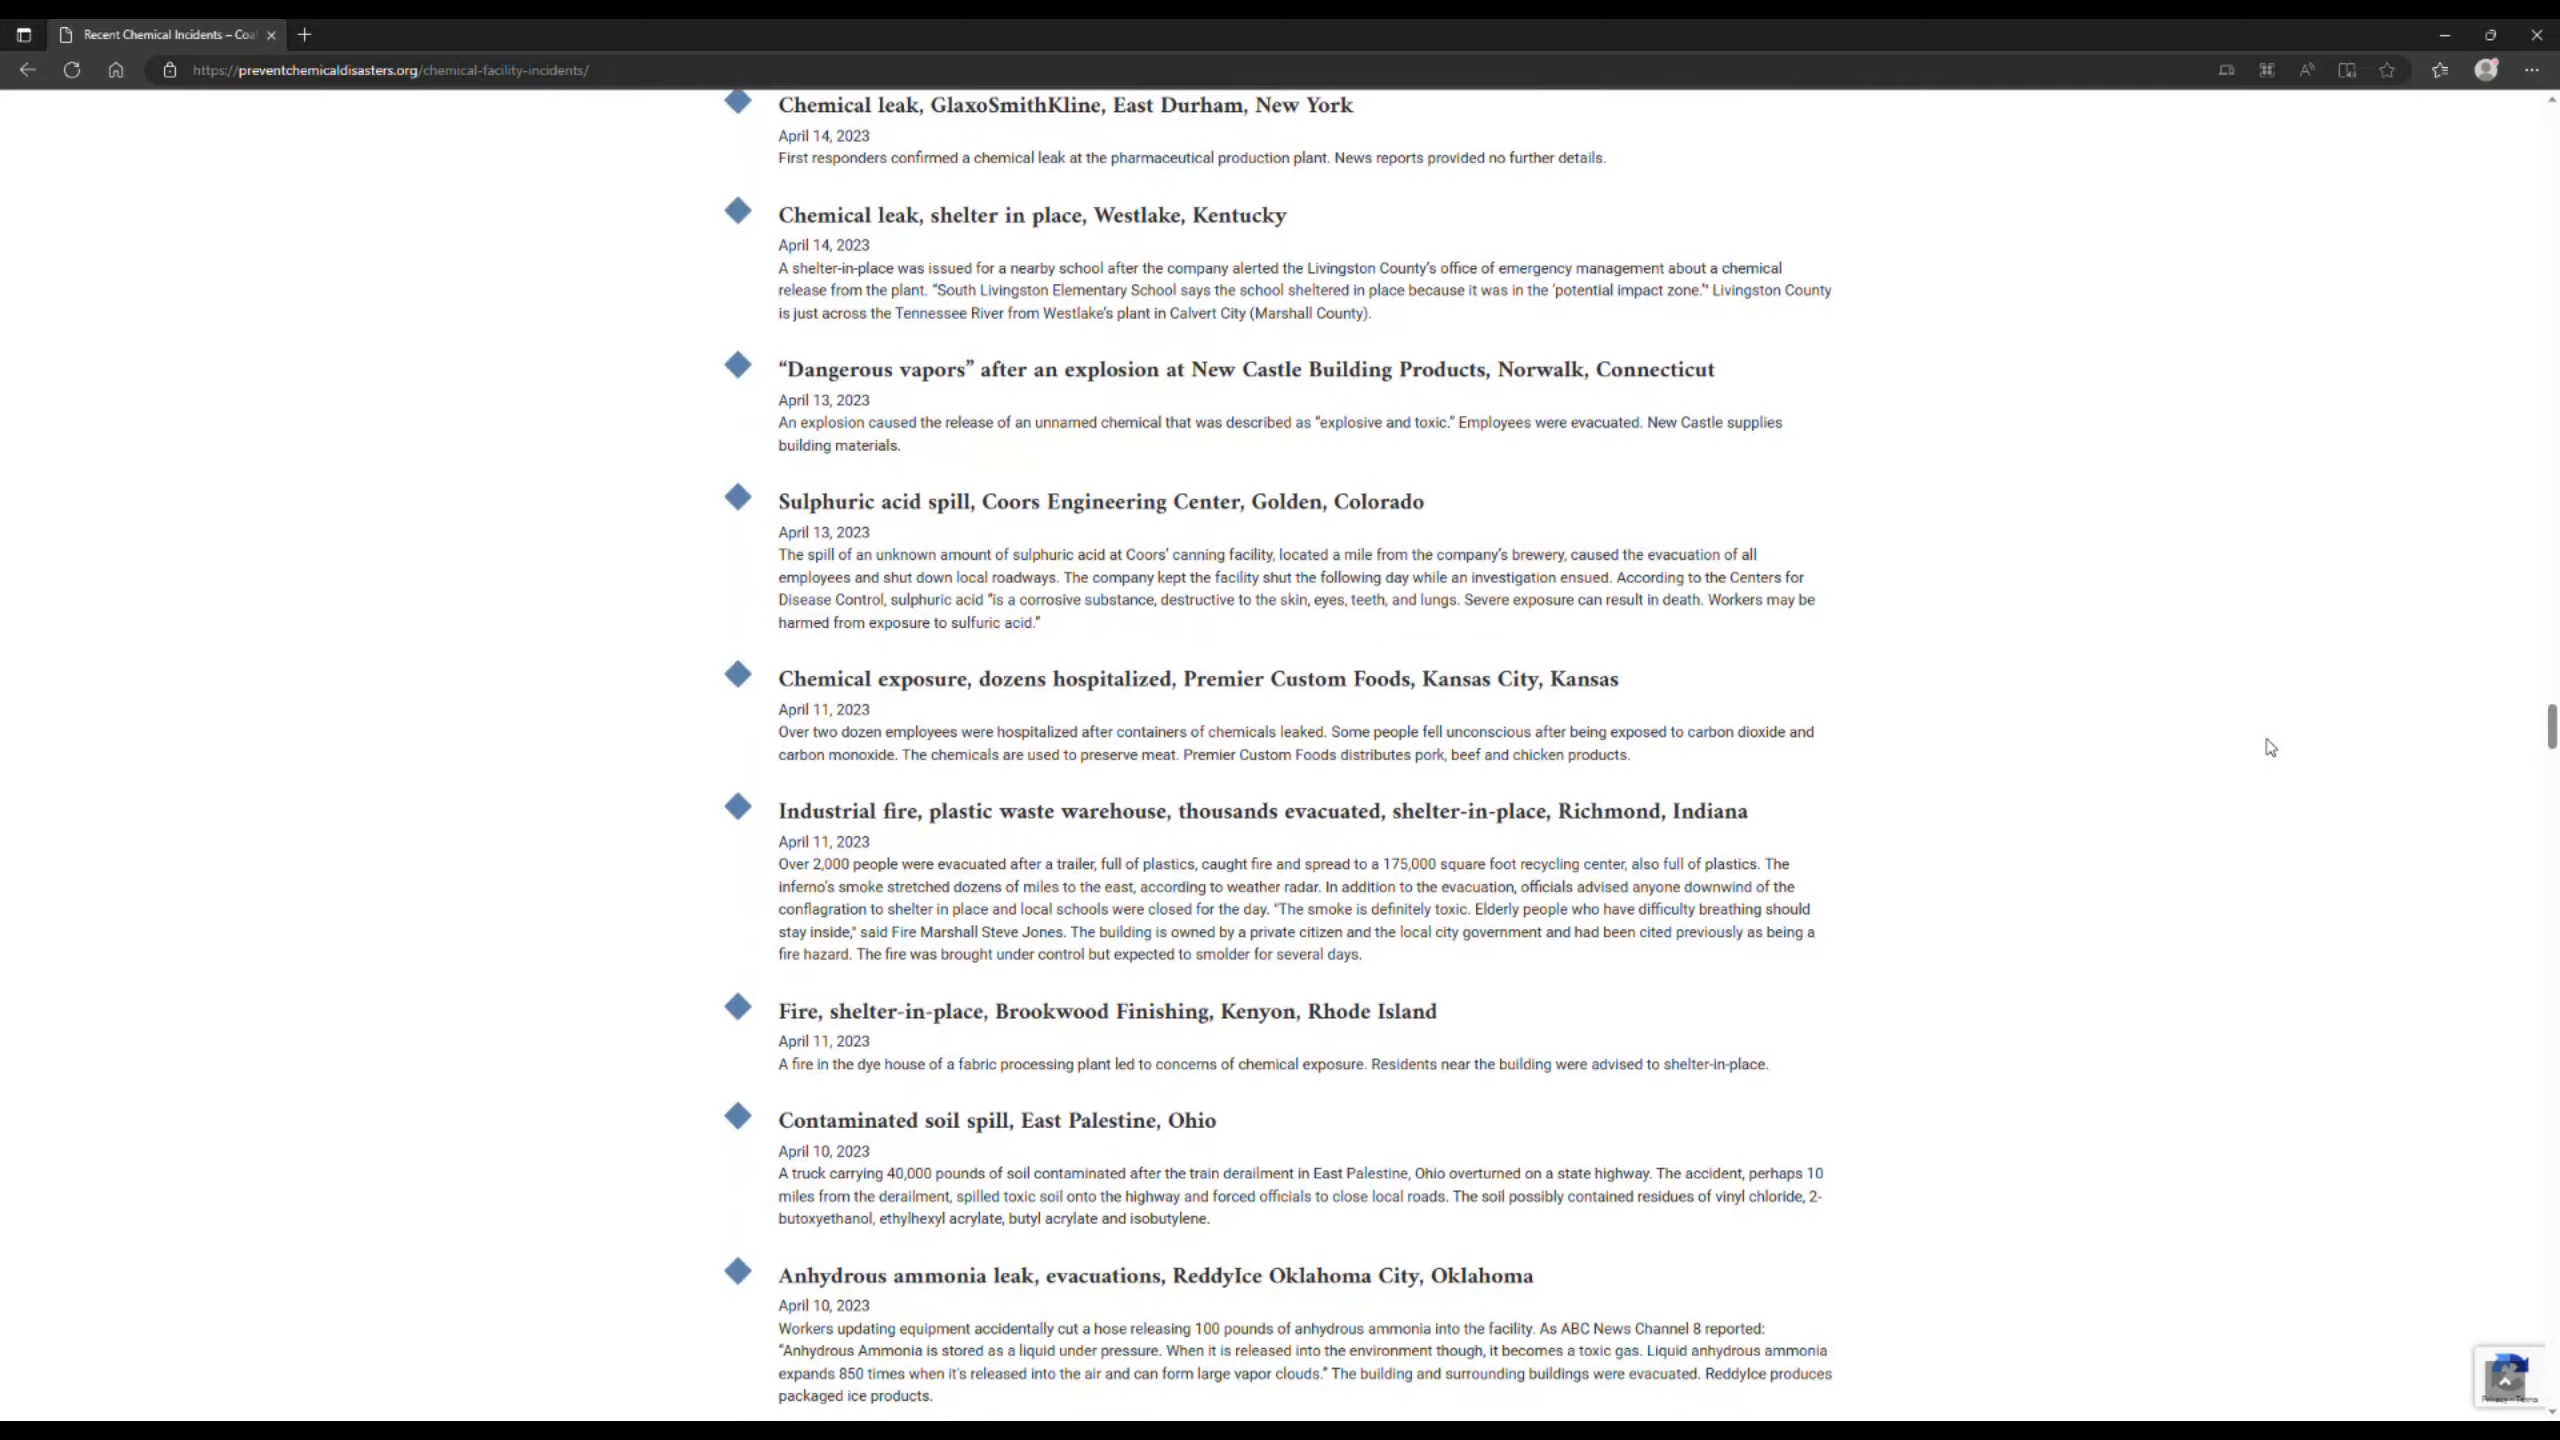 Recent Chemical Incidents – Coa
https://preventchemicaldisasters.org/chemical-facility-incidents/
Chemical leak, GlaxoSmithKline, East Durham, New York
April 14, 2023
First responders confirmed a chemical leak at the pharmaceutical production plant. News reports provided no further details.
Chemical leak, shelter in place, Westlake, Kentucky
April 14, 2023
A shelter-in-place was issued for a nearby school after the company alerted the Livingston County’s office of emergency management about a chemical
release from the plant. “South Livingston Elementary School says the school sheltered in place because it was in the ‘potential impact zone.’” Livingston County
is just across the Tennessee River from Westlake’s plant in Calvert City (Marshall County).
“Dangerous vapors” after an explosion at New Castle Building Products, Norwalk, Connecticut
April 13, 2023
An explosion caused the release of an unnamed chemical that was described as “explosive and toxic.” Employees were evacuated. New Castle supplies
building materials.
Sulphuric acid spill, Coors Engineering Center, Golden, Colorado
April 13, 2023
The spill of an unknown amount of sulphuric acid at Coors’ canning facility, located a mile from the company’s brewery, caused the evacuation of all
employees and shut down local roadways. The company kept the facility shut the following day while an investigation ensued. According to the Centers for
Disease Control, sulphuric acid “is a corrosive substance, destructive to the skin, eyes, teeth, and lungs. Severe exposure can result in death. Workers may be
harmed from exposure to sulfuric acid.”
Chemical exposure, dozens hospitalized, Premier Custom Foods, Kansas City, Kansas
April 11, 2023
Over two dozen employees were hospitalized after containers of chemicals leaked. Some people fell unconscious after being exposed to carbon dioxide and
carbon monoxide. The chemicals are used to preserve meat. Premier Custom Foods distributes pork, beef and chicken products.
Industrial fire, plastic waste warehouse, thousands evacuated, shelter-in-place, Richmond, Indiana
April 11, 2023
Over 2,000 people were evacuated after a trailer, full of plastics, caught fire and spread to a 175,000 square foot recycling center, also full of plastics. The
inferno’s smoke stretched dozens of miles to the east, according to weather radar. In addition to the evacuation, officials advised anyone downwind of the
conflagration to shelter in place and local schools were closed for the day. "The smoke is definitely toxic. Elderly people who have difficulty breathing should
stay inside," said Fire Marshall Steve Jones. The building is owned by a private citizen and the local city government and had been cited previously as being a
fire hazard. The fire was brought under control but expected to smolder for several days.
Fire, shelter-in-place, Brookwood Finishing, Kenyon, Rhode Island
April 11, 2023
A fire in the dye house of a fabric processing plant led to concerns of chemical exposure. Residents near the building were advised to shelter-in-place.
Contaminated soil spill, East Palestine, Ohio
April 10, 2023
A truck carrying 40,000 pounds of soil contaminated after the train derailment in East Palestine, Ohio overturned on a state highway. The accident, perhaps 10
miles from the derailment, spilled toxic soil onto the highway and forced officials to close local roads. The soil possibly contained residues of vinyl chloride, 2-
butoxyethanol, ethylhexyl acrylate, butyl acrylate and isobutylene.
Anhydrous ammonia leak, evacuations, ReddyIce Oklahoma City, Oklahoma
April 10, 2023
Workers updating equipment accidentally cut a hose releasing 100 pounds of anhydrous ammonia into the facility. As ABC News Channel 8 reported:
“Anhydrous Ammonia is stored as a liquid under pressure. When it is released into the environment though, it becomes a toxic gas. Liquid anhydrous ammonia
expands 850 times when it’s released into the air and can form large vapor clouds.” The building and surrounding buildings were evacuated. ReddyIce produces
packaged ice products.
Privacy - Terms